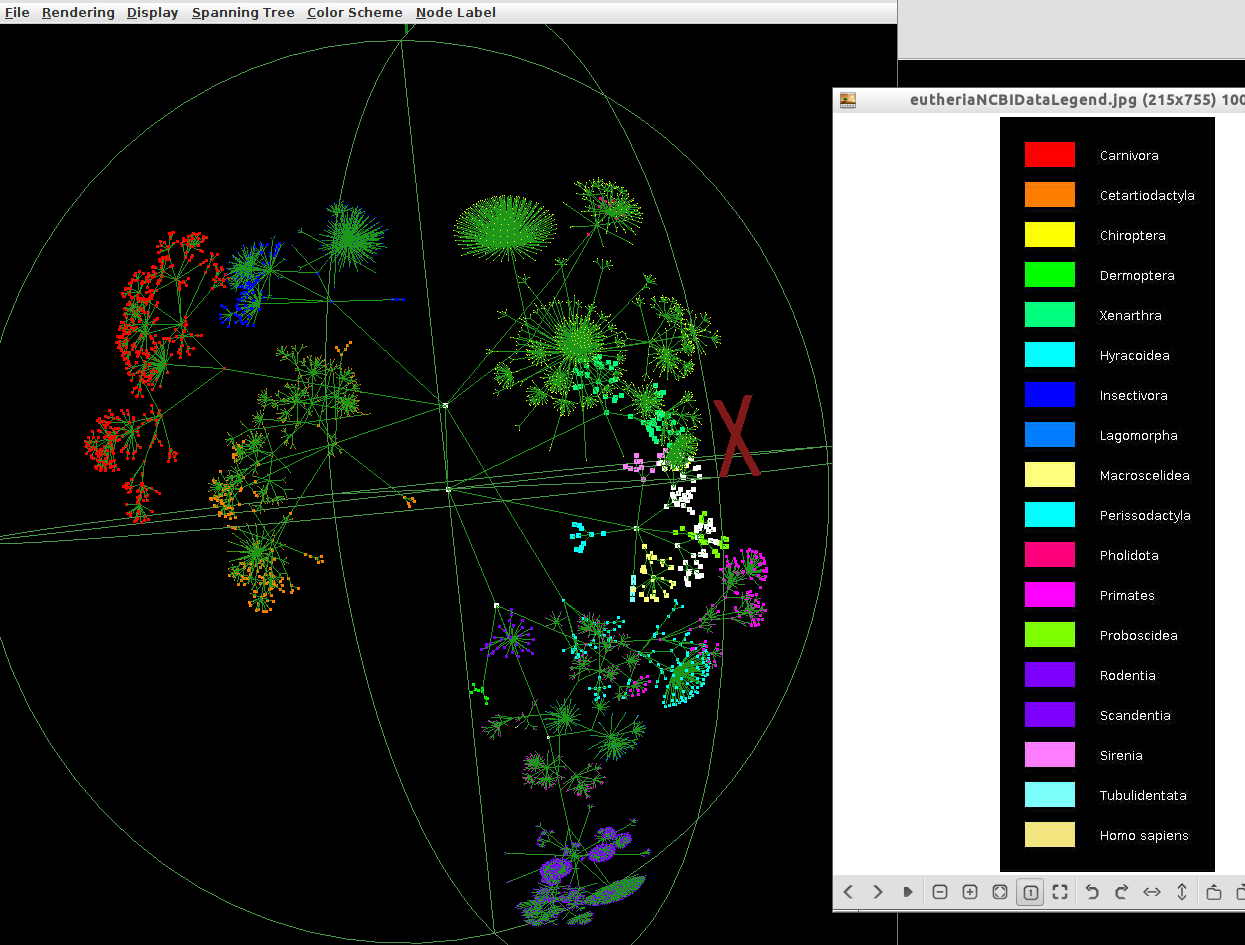 File Rendering Display Spanning Tree Color Scheme Node Label
X
eutheriaNCBIDataLegend.jpg (215x755) 100
Carnivora
Cetartiodactyla
Chiroptera
Dermoptera
Xenarthra
Hyracoidea
Insectivora
Lagomorpha
Macroscelidea
Perissodactyla
Pholidota
Primates
Proboscidea
Rodentia
Scandentia
Sirenia
Tubulidentata
Homo sapiens
1